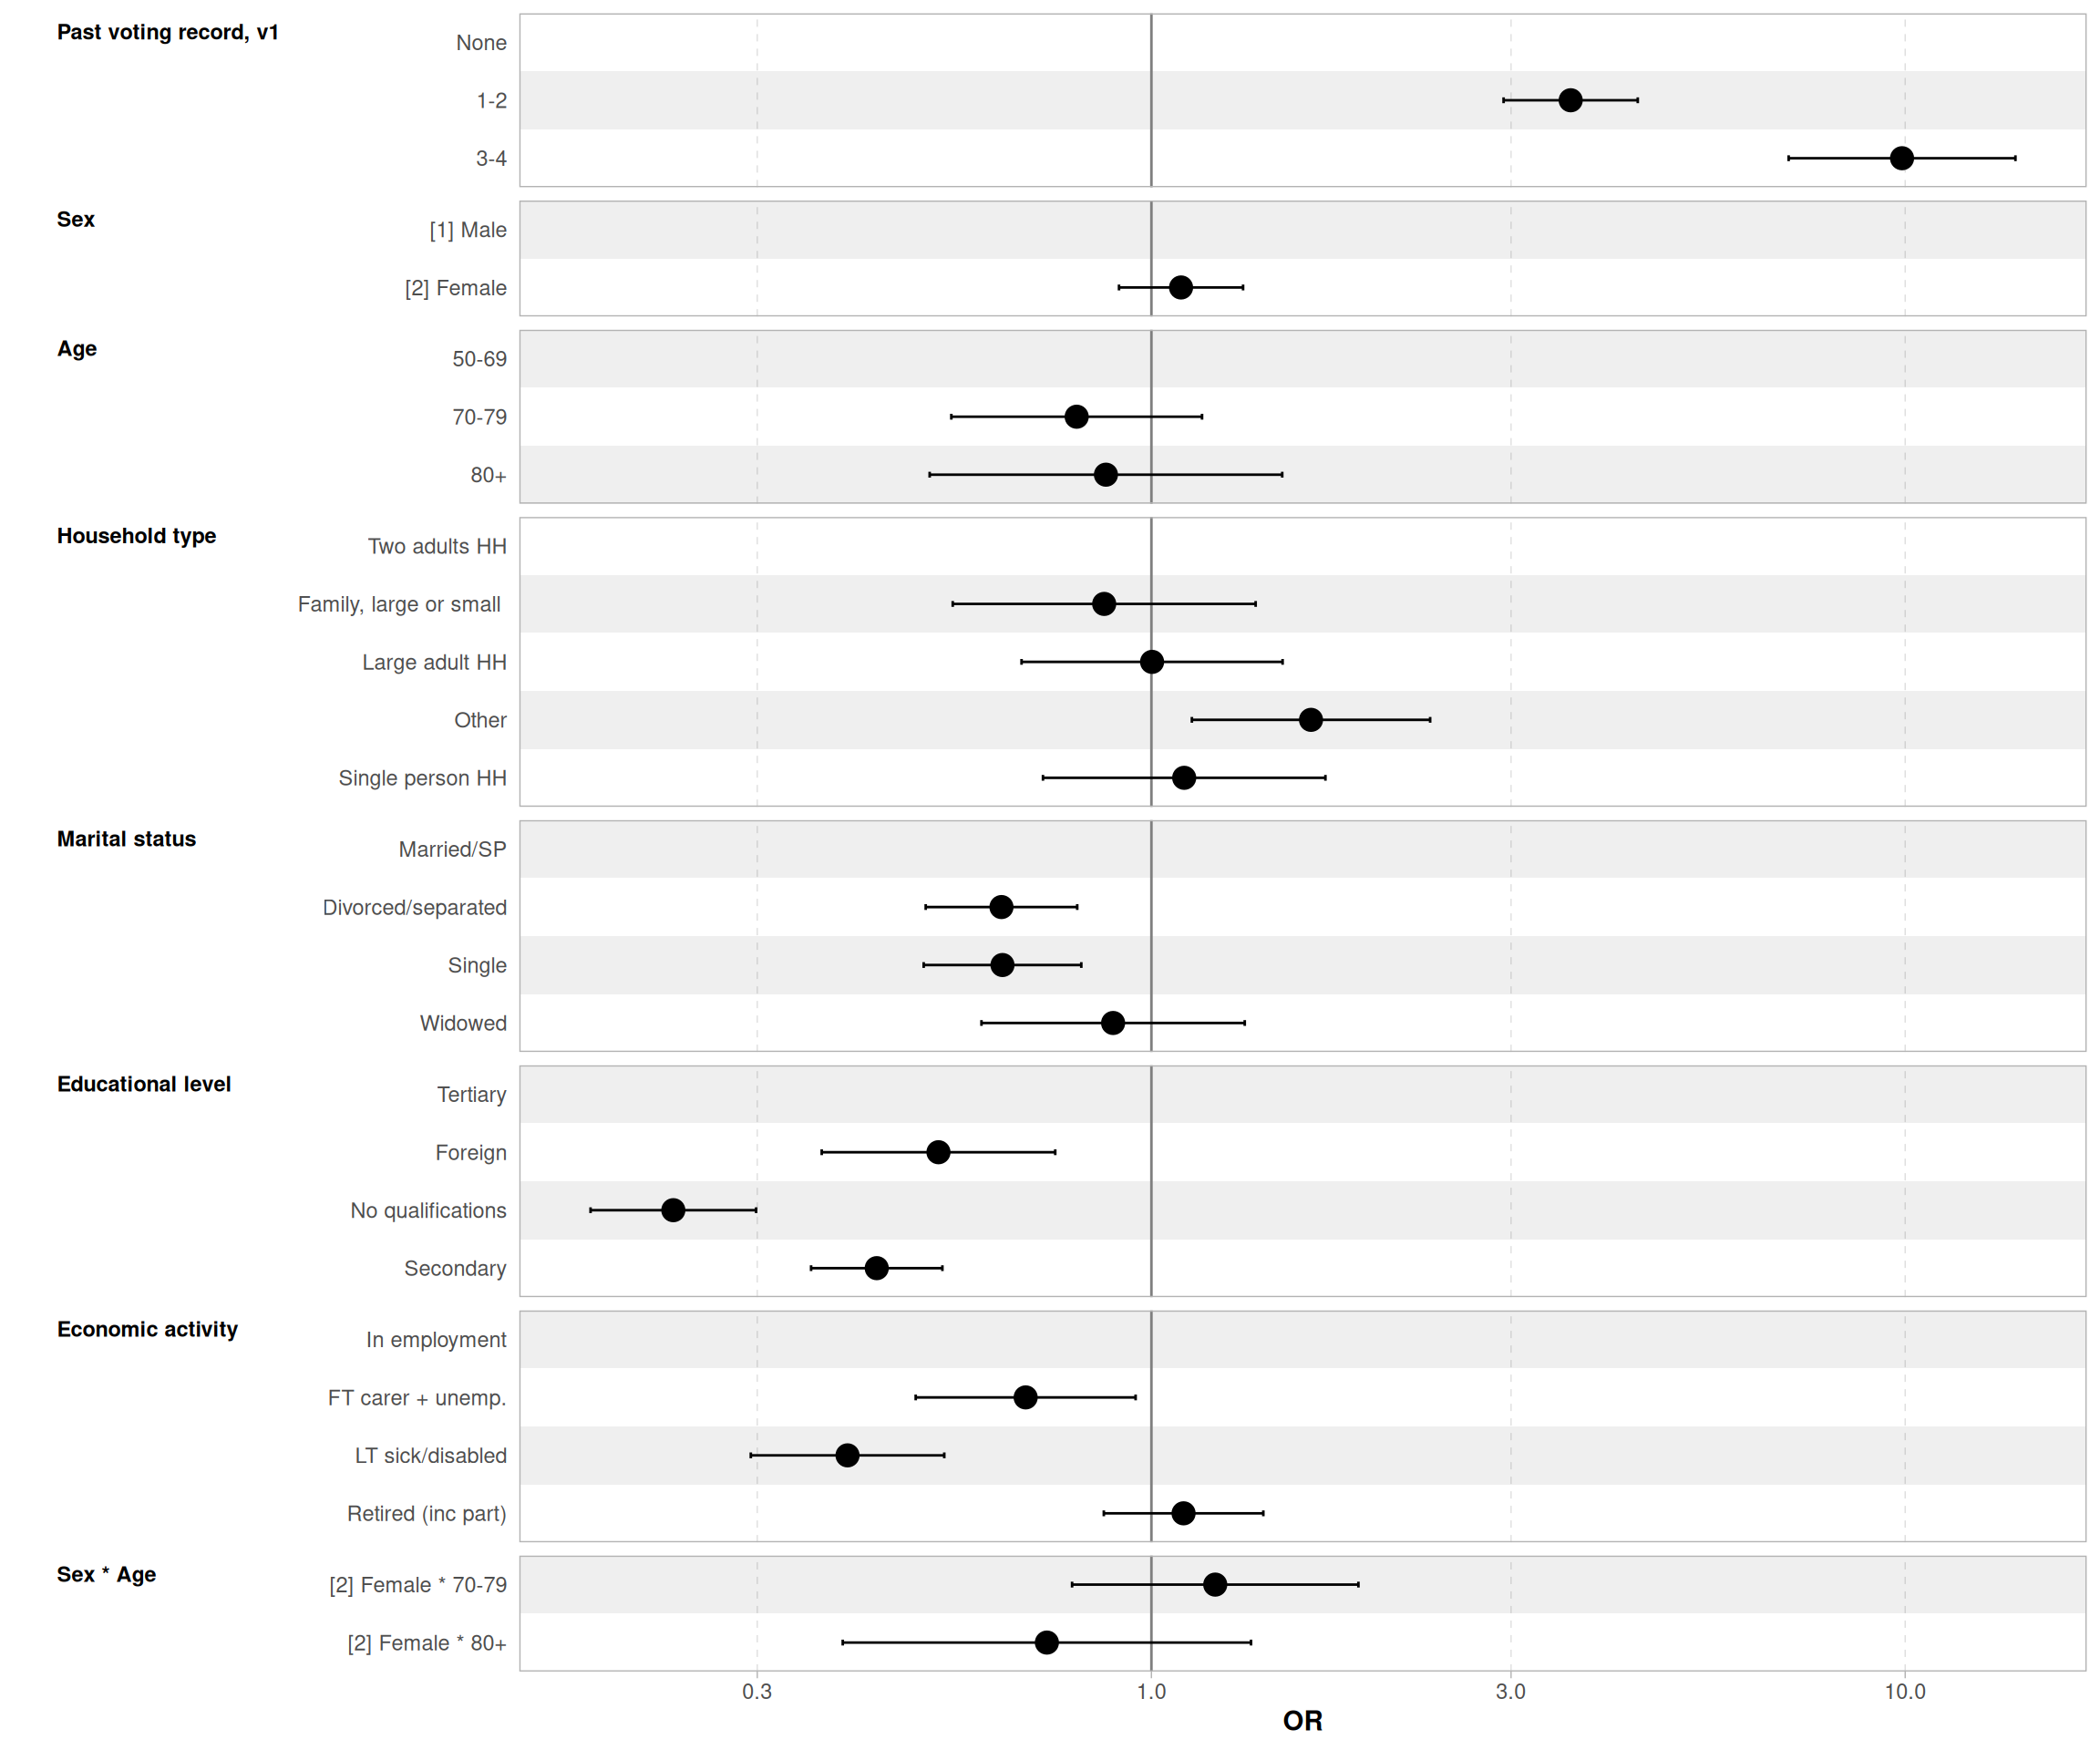 Past voting record, v1
None
1-2
3-4
Sex
[1] Male
[2] Female
Age
50-69
70-79
80+
Household type
Two adults HH
Family, large or small
Large adult HH
Other
Single person HH
Marital status
Married/SP
Divorced/separated
Single
Widowed
Educational level
Tertiary
Foreign
No qualifications
Secondary
Economic activity
In employment
FT carer + unemp.
LT sick/disabled
Retired (inc part)
Sex * Age
[2] Female * 70-79
[2] Female * 80+
0.3 1.0 3.0 10.0
OR